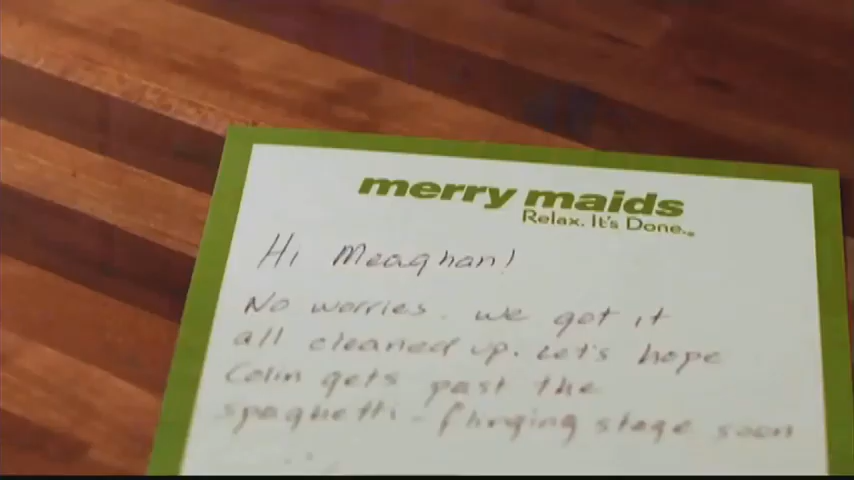 merry maids
Relax. It's Done.
Hi Meaghan!
No worries. we got it
all cleaned up. Let's hope
Colin gets past the
spaghetti-flinging stage soon